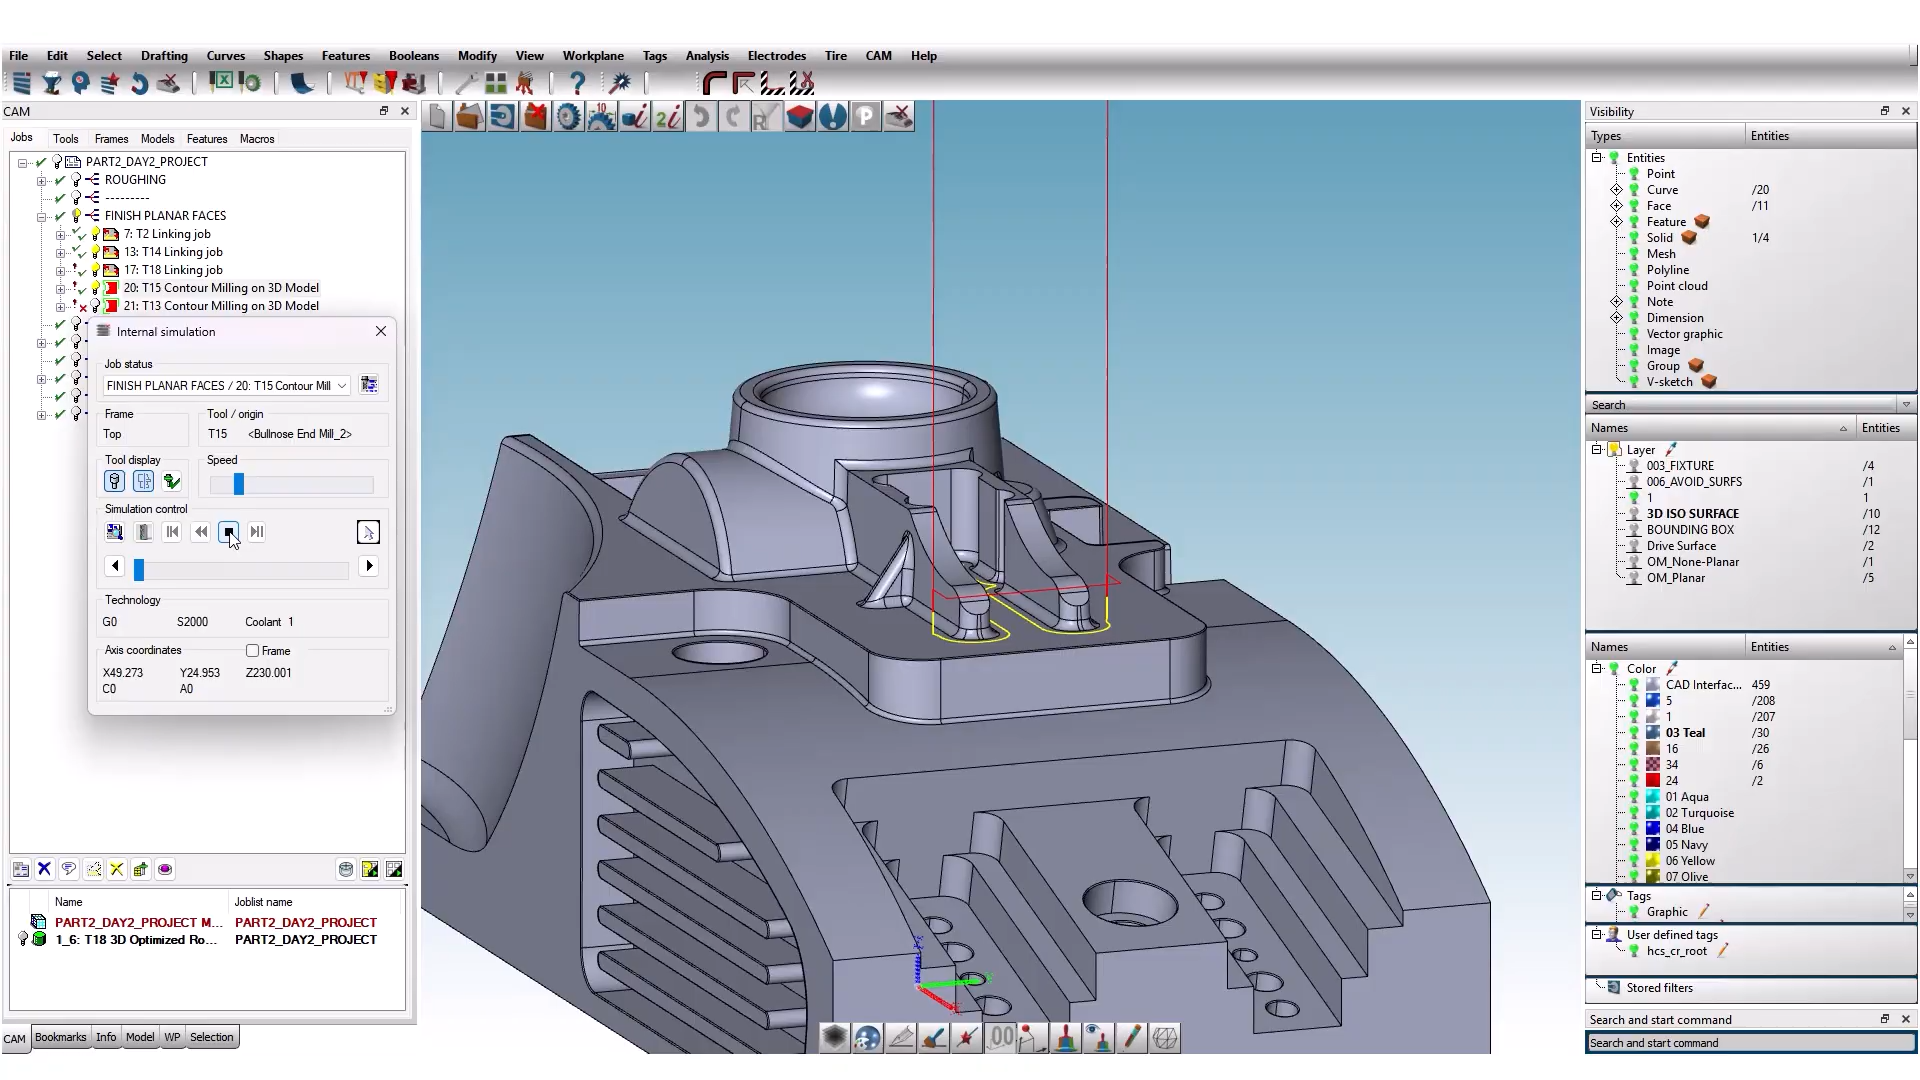 File Edit Select Drafting Curves Shapes Features Booleans Modify View Workplane Tags Analysis Electrodes Tire CAM Help
CAM
Jobs Tools Frames Models Features Macros
PART2_DAY2_PROJECT
ROUGHING
---------
FINISH PLANAR FACES
7: T2 Linking job
13: T14 Linking job
17: T18 Linking job
20: T15 Contour Milling on 3D Model
21: T13 Contour Milling on 3D Model
Internal simulation
Job status
FINISH PLANAR FACES / 20: T15 Contour Mill
Frame
Top
Tool / origin
T15 <Bullnose End Mill_2>
Tool display
Speed
Simulation control
Technology
G0 S2000 Coolant 1
Axis coordinates
Frame
X49.273 Y24.953 Z230.001
C0 A0
Name Joblist name
PART2_DAY2_PROJECT M... PART2_DAY2_PROJECT
1_6: T18 3D Optimized Ro... PART2_DAY2_PROJECT
CAM Bookmarks Info Model WP Selection
Visibility
Types Entities
Entities
Point
Curve /20
Face /11
Feature
Solid 1/4
Mesh
Polyline
Point cloud
Note
Dimension
Vector graphic
Image
Group
V-sketch
Search
Names Entities
Layer
003_FIXTURE /4
006_AVOID_SURFS /1
1 1
3D ISO SURFACE /10
BOUNDING BOX /12
Drive Surface /2
OM_None-Planar /1
OM_Planar /5
Names Entities
Color
CAD Interfac... 459
5 /208
1 /207
03 Teal /30
16 /26
34 /6
24 /2
01 Aqua
02 Turquoise
04 Blue
05 Navy
06 Yellow
07 Olive
Tags
Graphic
User defined tags
hcs_cr_root
Stored filters
Search and start command
Search and start command